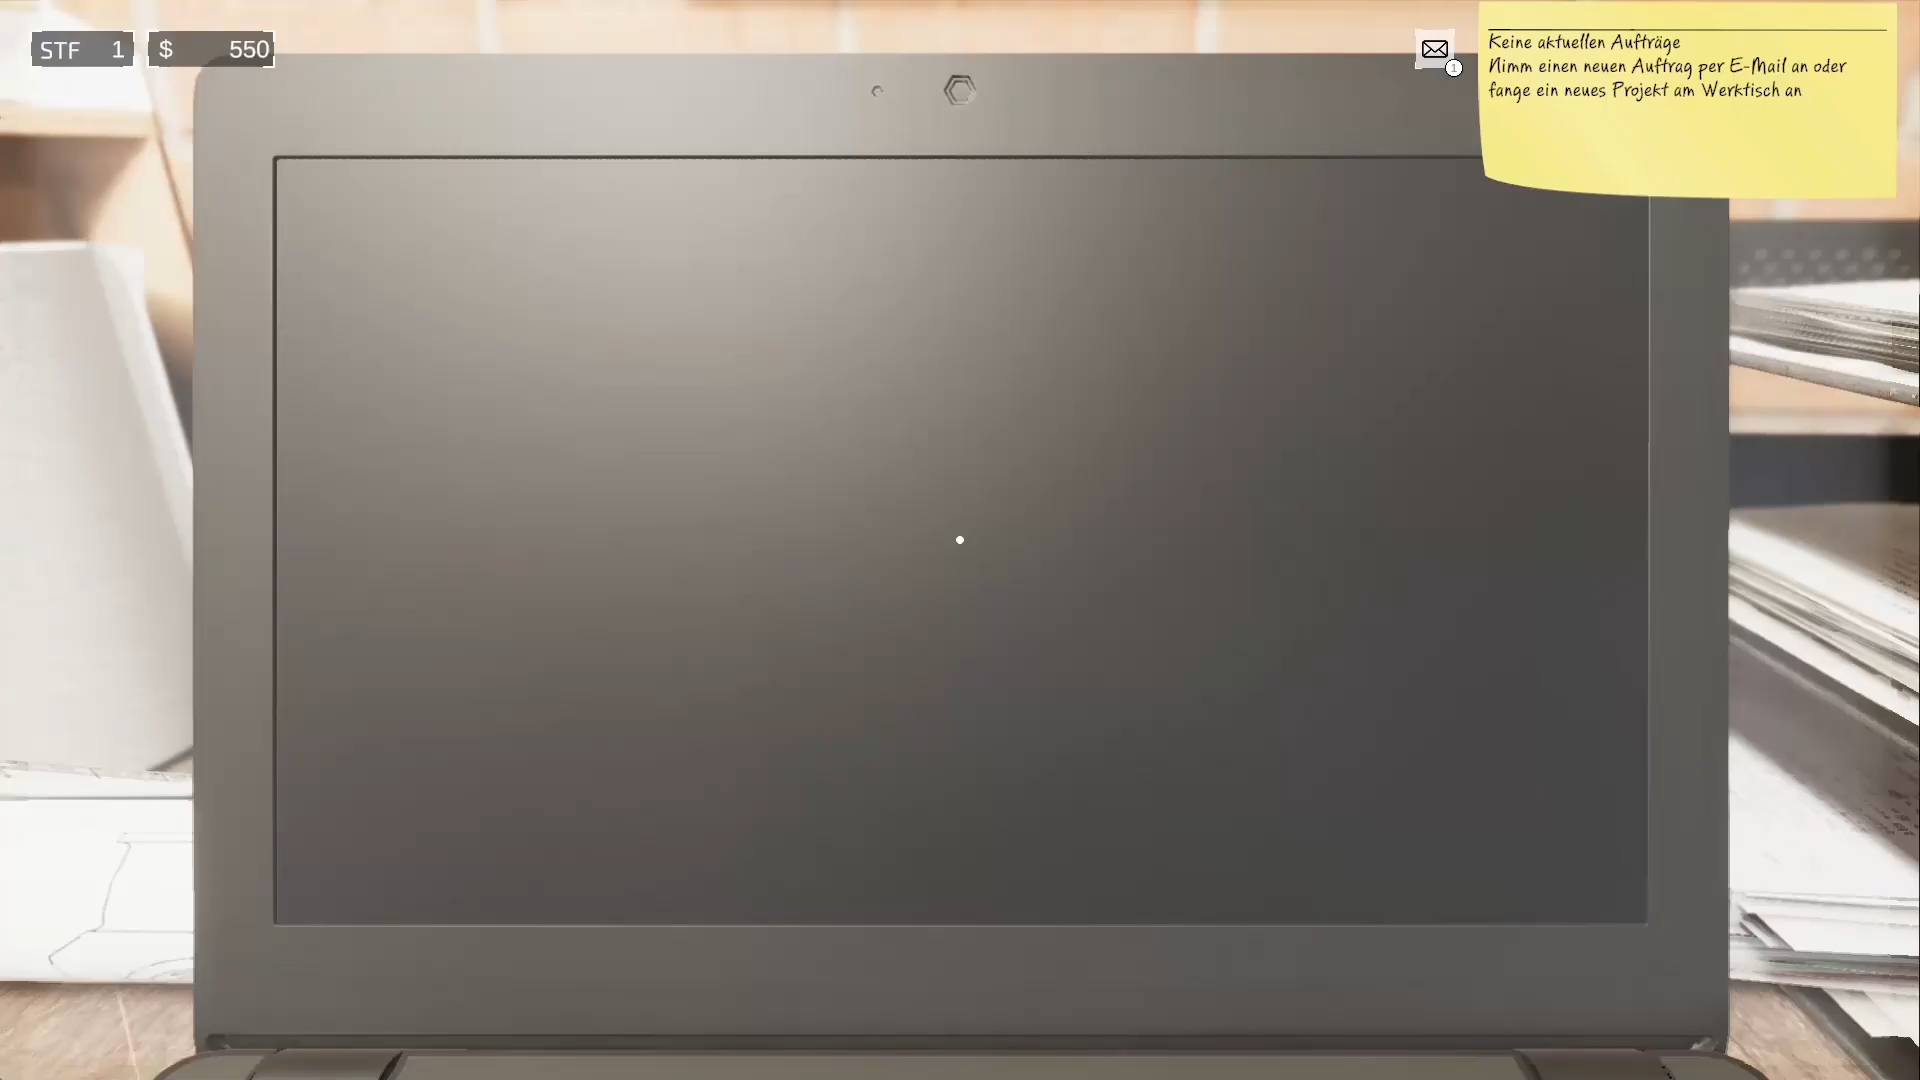 STF 1 $ 550
1
Keine aktuellen Aufträge
Nimm einen neuen Auftrag per E-Mail an oder
fange ein neues Projekt am Werktisch an